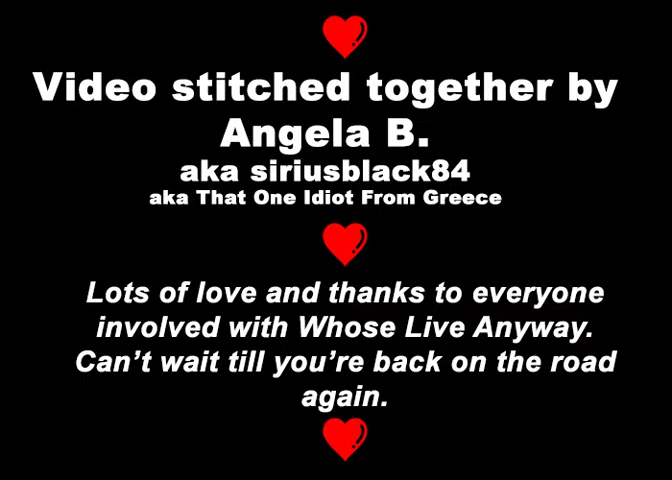 Video stitched together by
Angela B.
aka siriusblack84
aka That One Idiot From Greece
Lots of love and thanks to everyone
involved with Whose Live Anyway.
Can't wait till you're back on the road
again.